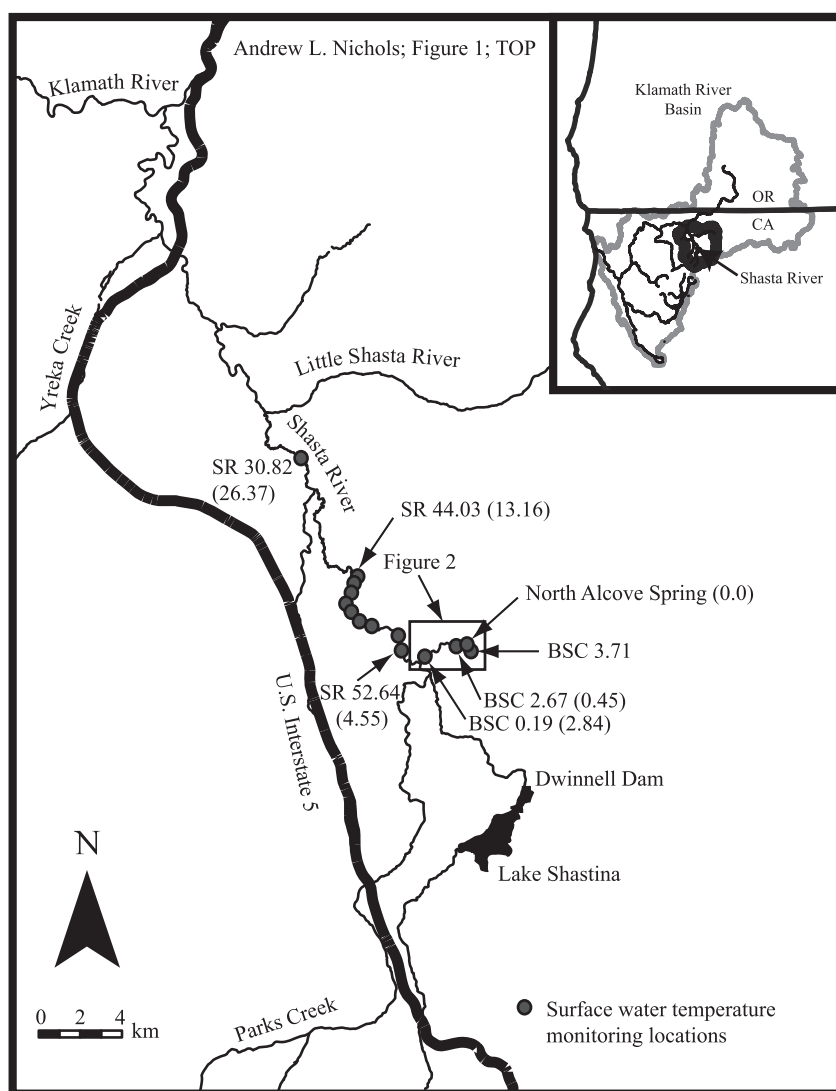 Andrew L. Nichols; Figure 1; TOP
Klamath River
Klamath River
Basin
OR
CA
Shasta River
Yreka Creek
Little Shasta River
Shasta River
SR 30.82
(26.37)
SR 44.03 (13.16)
Figure 2
North Alcove Spring (0.0)
BSC 3.71
SR 52.64
(4.55)
BSC 2.67 (0.45)
BSC 0.19 (2.84)
U.S. Interstate 5
Dwinnell Dam
Lake Shastina
N
0 2 4
km
Parks Creek
Surface water temperature
monitoring locations